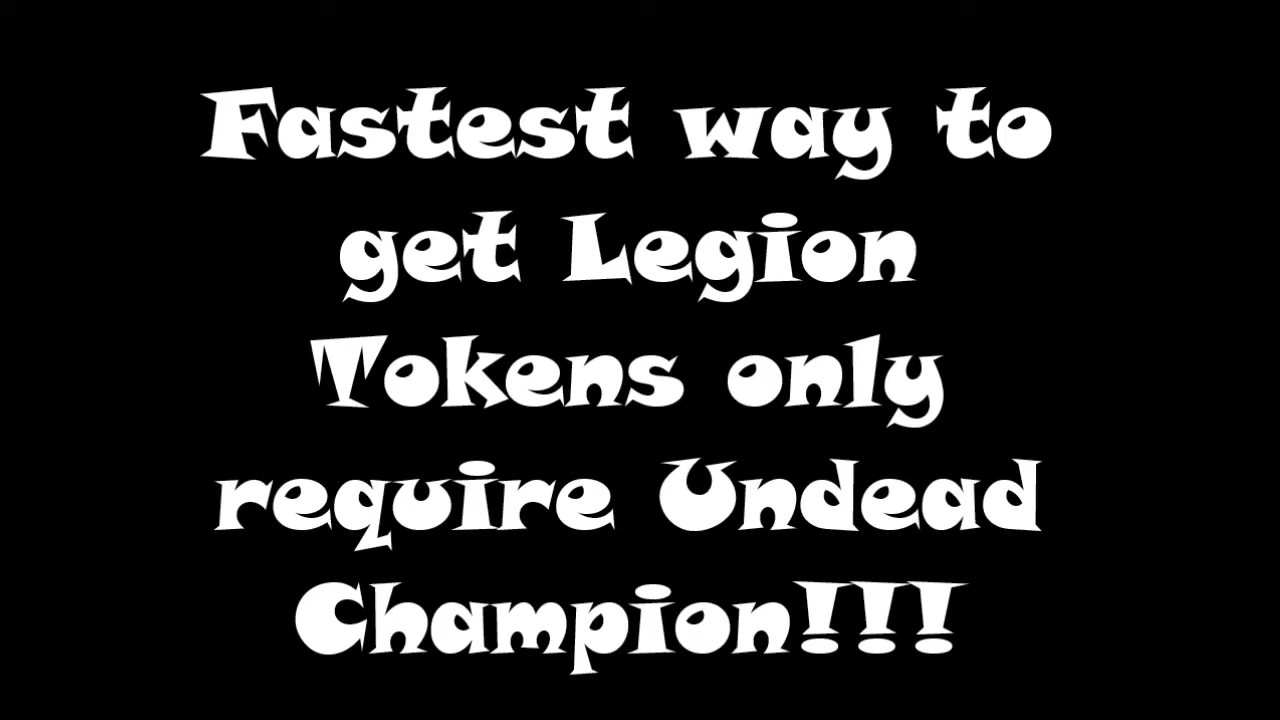 Fastest way to
get Legion
Tokens only
require Undead
Champion!!!